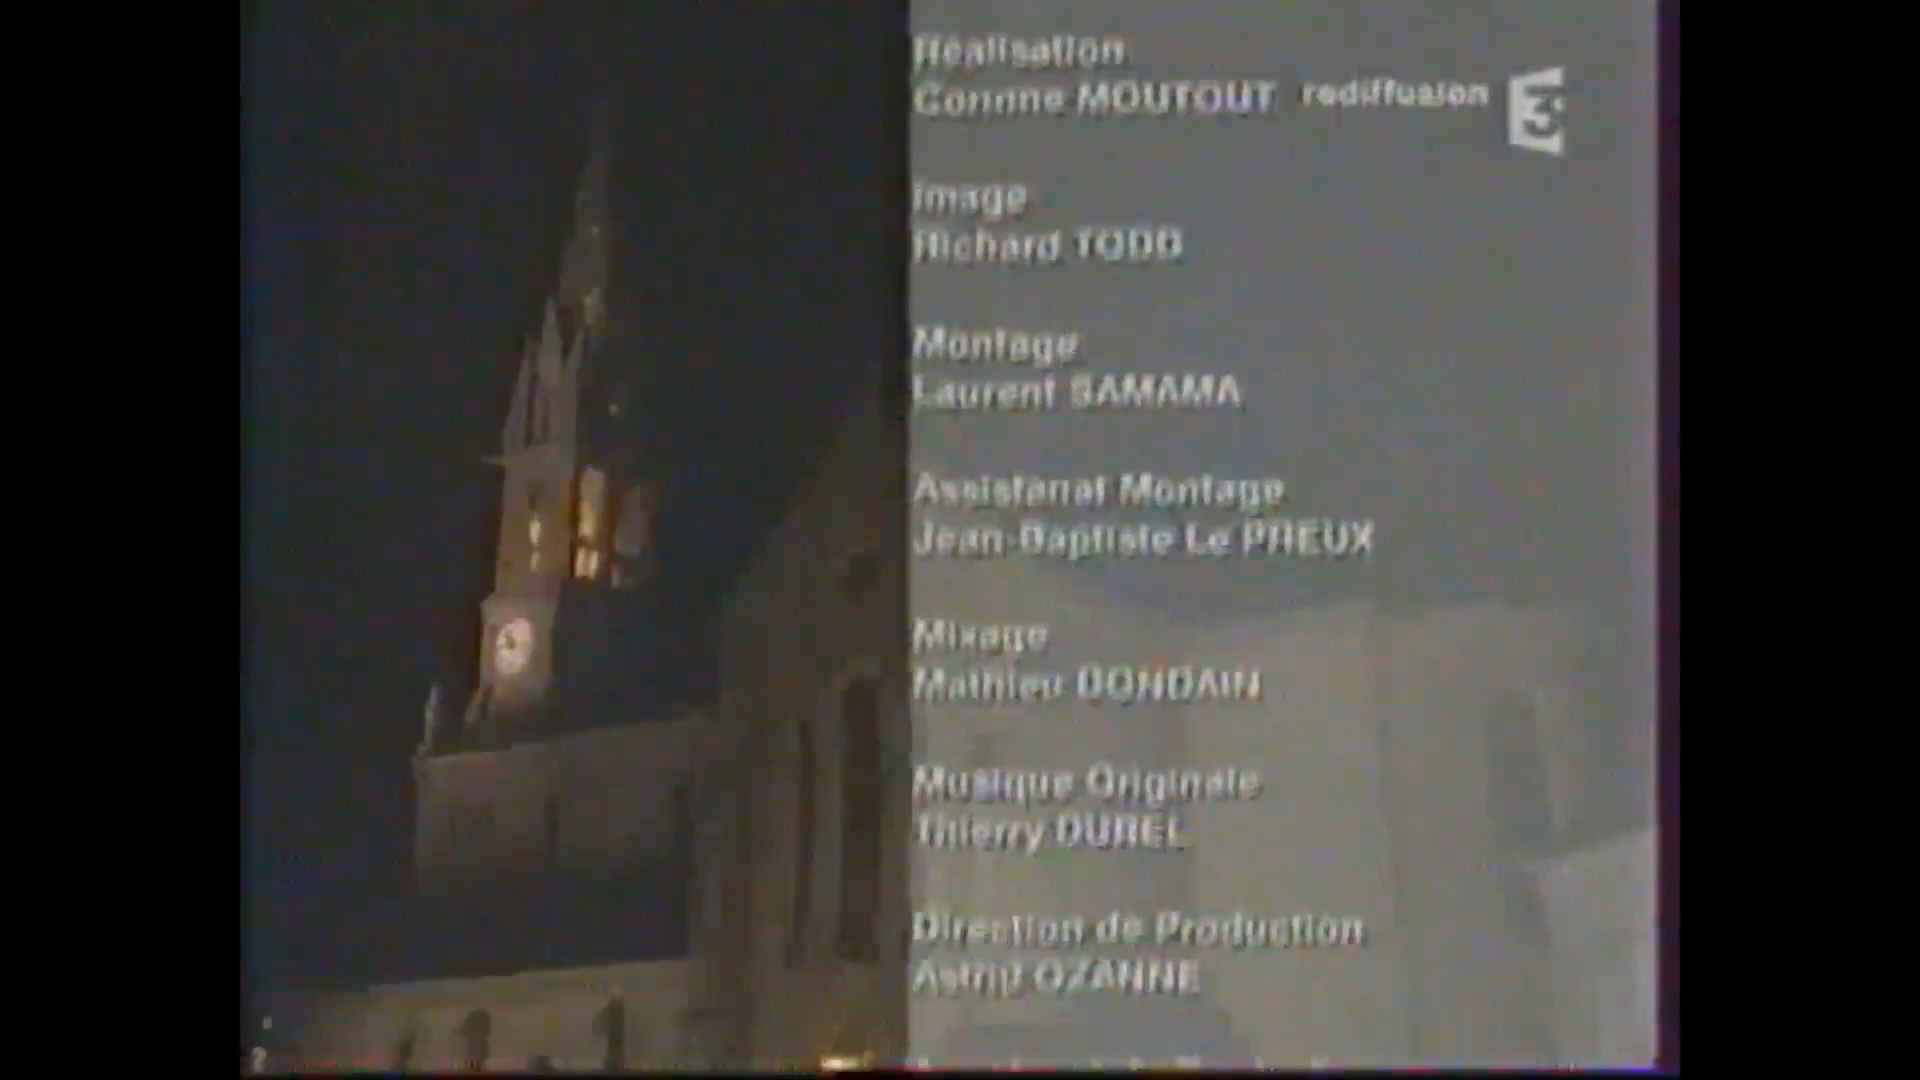 Réalisation
Corinne MOUTOUT
rediffusion
3
Image
Richard TODD
Montage
Laurent SAMAMA
Assistanat Montage
Jean-Baptiste Le PREUX
Mixage
Mathieu DONDAIN
Musique Originale
Thierry DUREL
Direction de Production
Astrid OZANNE